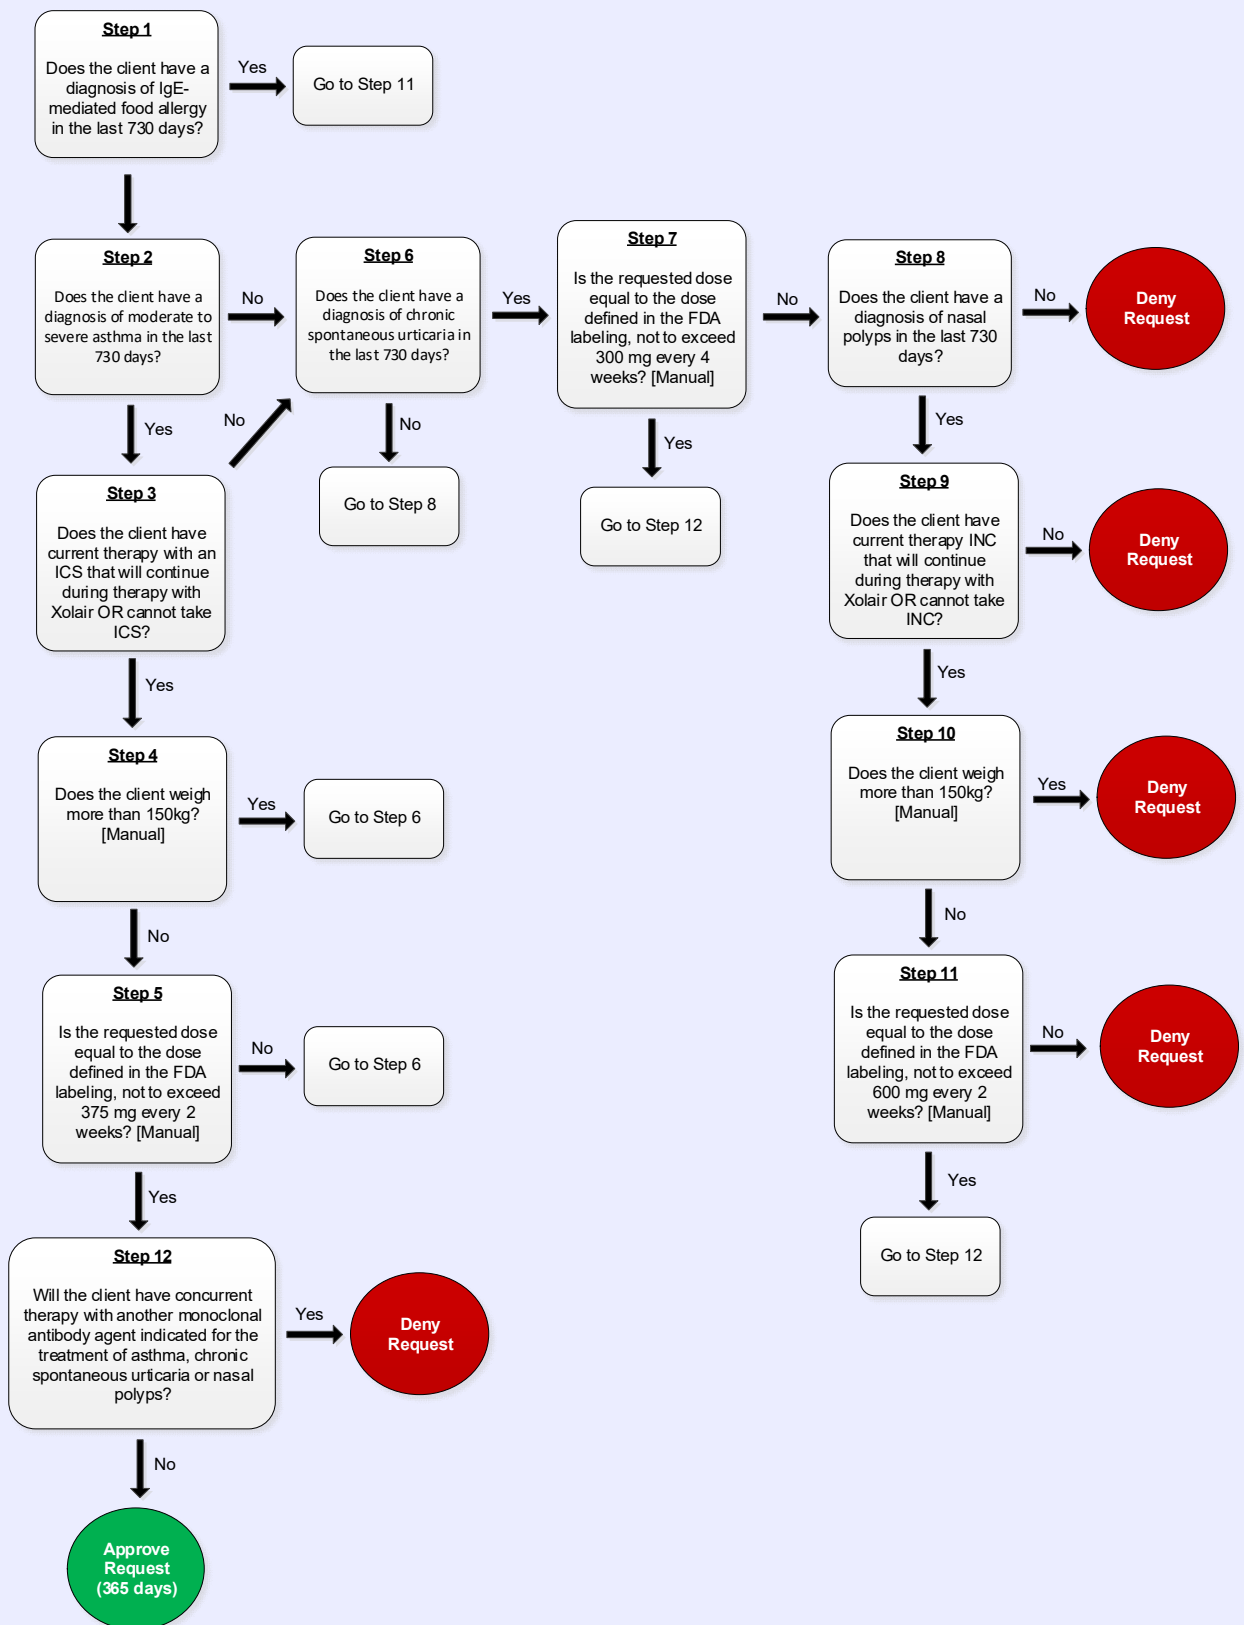 Step 1
Does the client have a
diagnosis of IgE-
mediated food allergy
in the last 730 days?
Yes
Go to Step 11
Step 2
Does the client have a
diagnosis of moderate to
severe asthma in the last
730 days?
No
Step 6
Does the client have a
diagnosis of chronic
spontaneous urticaria in
the last 730 days?
Yes
Step 7
Is the requested dose
equal to the dose
defined in the FDA
labeling, not to exceed
300 mg every 4
weeks? [Manual]
No
Step 8
Does the client have a
diagnosis of nasal
polyps in the last 730
days?
No
Deny
Request
Yes
No
No
Go to Step 8
Yes
Go to Step 12
Yes
Step 3
Does the client have
current therapy with an
ICS that will continue
during therapy with
Xolair OR cannot take
ICS?
Step 9
Does the client have
current therapy INC
that will continue
during therapy with
Xolair OR cannot take
INC?
No
Deny
Request
Yes
Yes
Step 4
Does the client weigh
more than 150kg?
[Manual]
Yes
Go to Step 6
Step 10
Does the client weigh
more than 150kg?
[Manual]
Yes
Deny
Request
No
No
Step 5
Is the requested dose
equal to the dose
defined in the FDA
labeling, not to exceed
375 mg every 2
weeks? [Manual]
No
Go to Step 6
Step 11
Is the requested dose
equal to the dose
defined in the FDA
labeling, not to exceed
600 mg every 2
weeks? [Manual]
No
Deny
Request
Yes
Yes
Go to Step 12
Step 12
Will the client have concurrent
therapy with another monoclonal
antibody agent indicated for the
treatment of asthma, chronic
spontaneous urticaria or nasal
polyps?
Yes
Deny
Request
No
Approve
Request
(365 days)